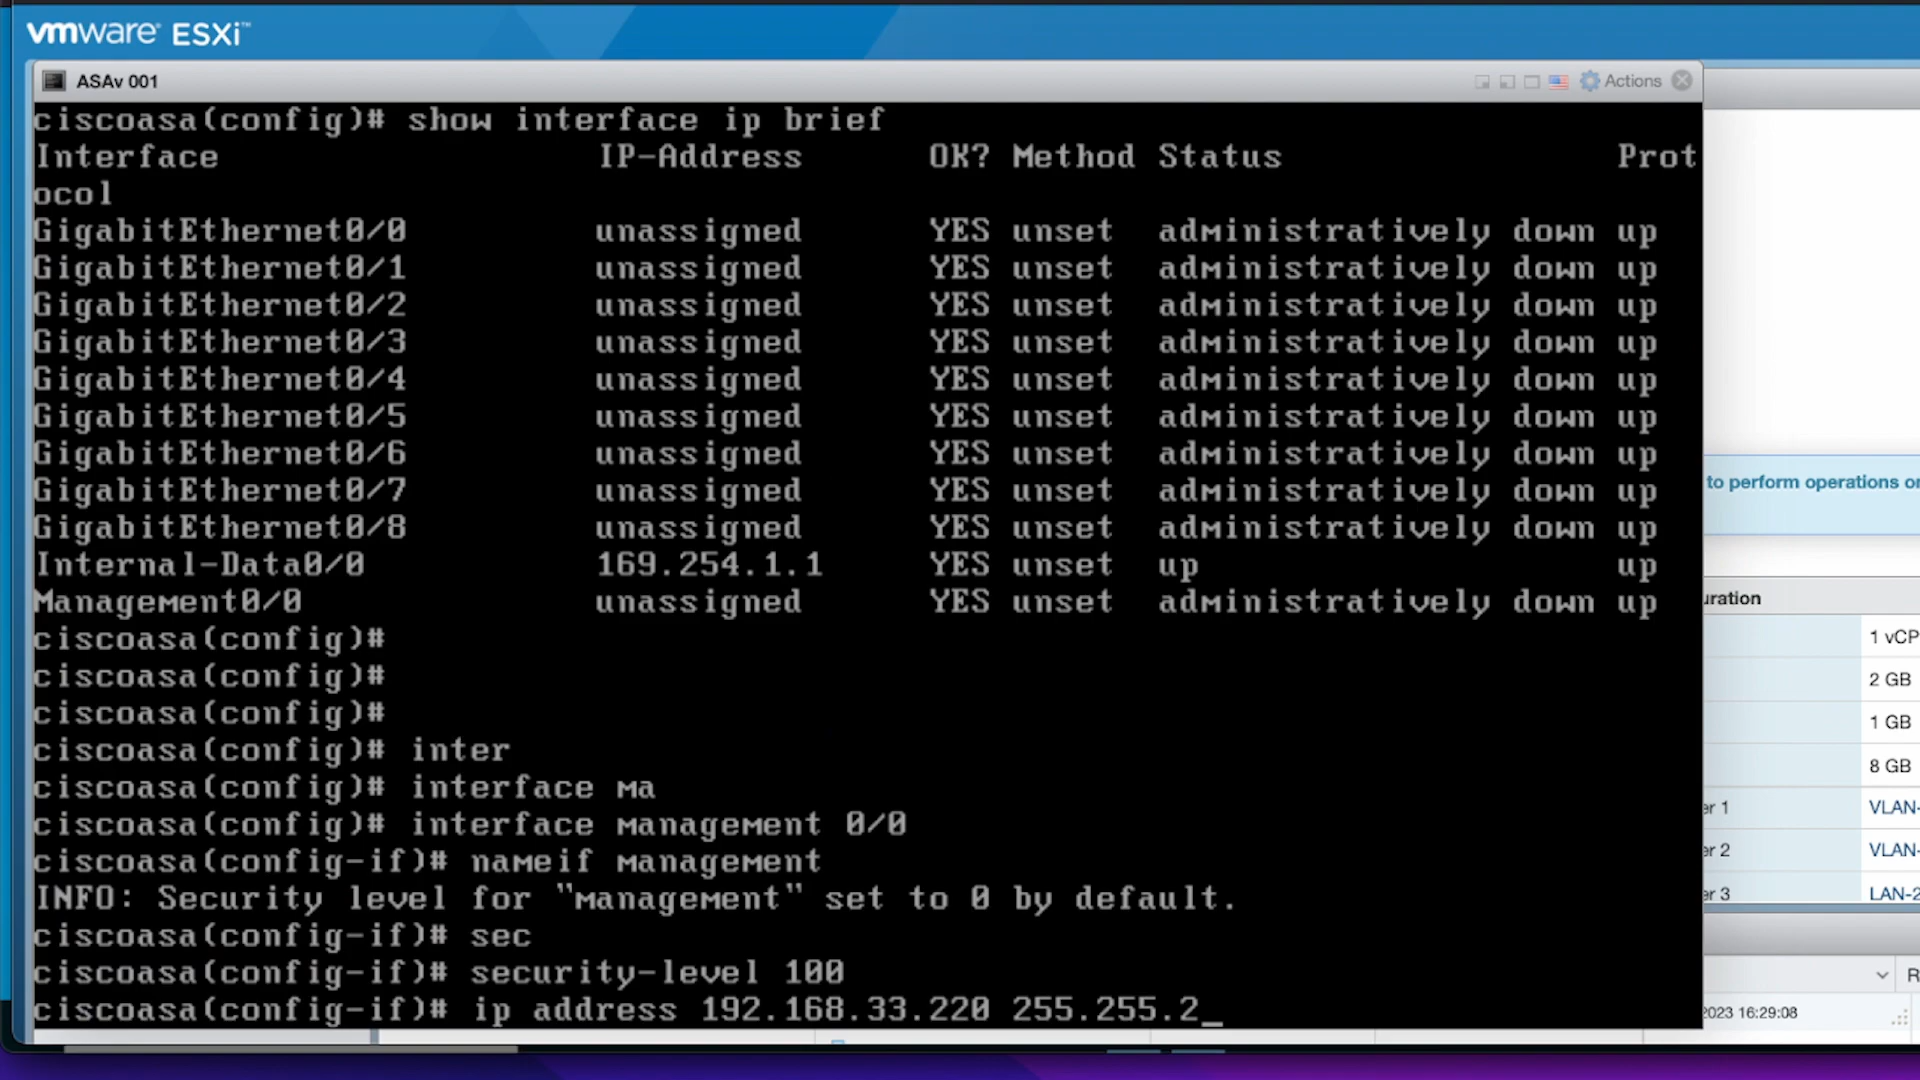 vmware ESXi™
ASAv 001
Actions
ciscoasa(config)# show interface ip brief
Interface IP-Address OK? Method Status Prot
ocol
GigabitEthernet0/0 unassigned YES unset administratively down up
GigabitEthernet0/1 unassigned YES unset administratively down up
GigabitEthernet0/2 unassigned YES unset administratively down up
GigabitEthernet0/3 unassigned YES unset administratively down up
GigabitEthernet0/4 unassigned YES unset administratively down up
GigabitEthernet0/5 unassigned YES unset administratively down up
GigabitEthernet0/6 unassigned YES unset administratively down up
GigabitEthernet0/7 unassigned YES unset administratively down up
GigabitEthernet0/8 unassigned YES unset administratively down up
Internal-Data0/0 169.254.1.1 YES unset up up
Management0/0 unassigned YES unset administratively down up
ciscoasa(config)#
ciscoasa(config)#
ciscoasa(config)#
ciscoasa(config)# inter
ciscoasa(config)# interface ma
ciscoasa(config)# interface management 0/0
ciscoasa(config-if)# nameif management
INFO: Security level for "management" set to 0 by default.
ciscoasa(config-if)# sec
ciscoasa(config-if)# security-level 100
ciscoasa(config-if)# ip address 192.168.33.220 255.255.2_
to perform operations on
uration
1 vCP
2 GB
1 GB
8 GB
er 1 VLAN-
er 2 VLAN-
er 3 LAN-2
R
2023 16:29:08